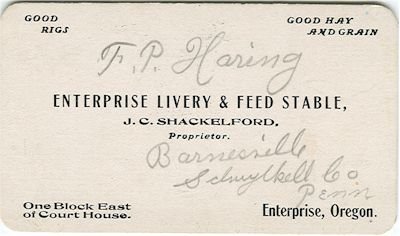 GOOD RIGS
GOOD HAY AND GRAIN
F. P. Haring
ENTERPRISE LIVERY & FEED STABLE,
J. C. SHACKELFORD,
Proprietor.
Barnesville
Schuylkell Co
Penn
One Block East
of Court House.
Enterprise, Oregon.